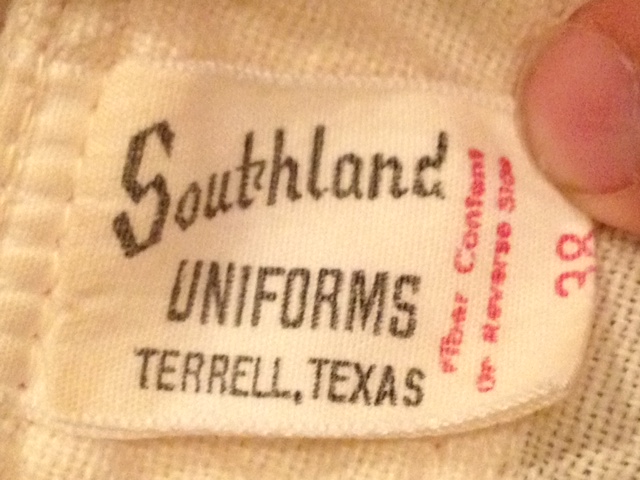 Southland
UNIFORMS
TERRELL, TEXAS
Fiber Content
On Reverse Side
38